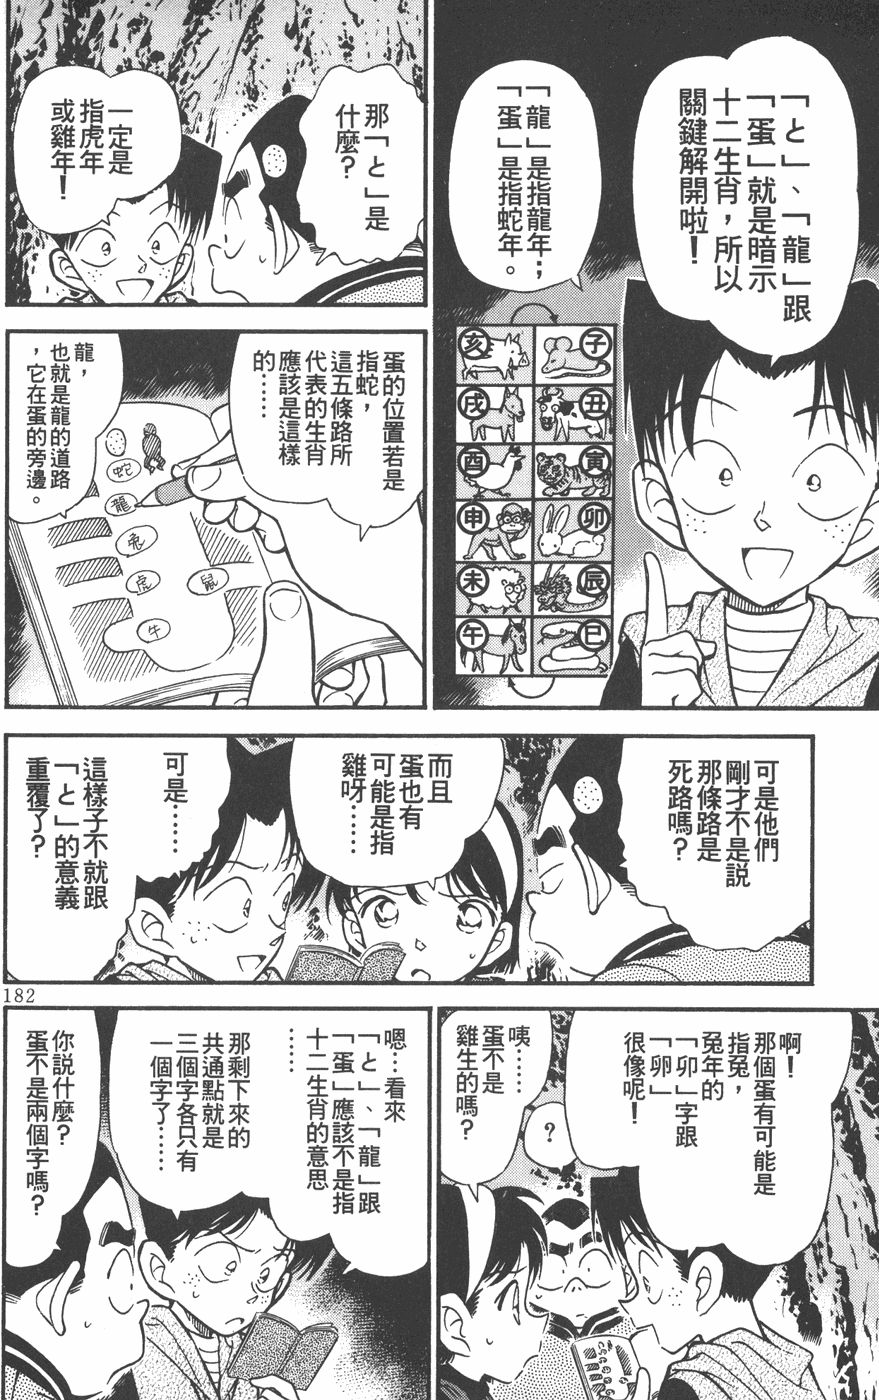 「と」、「龍」跟
「蛋」就是暗示
十二生肖，所以
關鍵解開啦！
「龍」是指龍年；
「蛋」是指蛇年。
亥
子
戌
丑
酉
寅
申
卯
未
辰
午
巳
那「と」是
什麼？
一定是
指虎年
或雞年！
蛋的位置若是
指蛇，
這五條路所
代表的生肖
應該是這樣
的……
龍，
也就是龍的道路
，它在蛋的旁邊。
蛇
龍
兔
虎
鼠
牛
可是他們
剛才不是說
那條路是
死路嗎？
而且
蛋也有
可能是指
雞呀……
可是……
這樣子不就跟
「と」的意義
重覆了？
182
啊！
那個蛋有可能是
指兔，
兔年的
「卯」字跟
「卵」
很像呢！
？
咦……
蛋不是
雞生的嗎？
嗯…看來
「と」、「龍」跟
「蛋」應該不是指
十二生肖的意思
……
那剩下來的
共通點就是
三個字各只有
一個字了……
你說什麼？
蛋不是兩個字嗎？